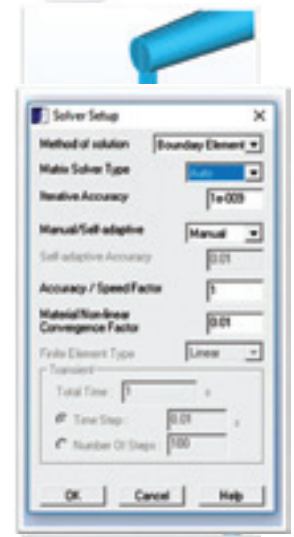 Solver Setup
Method of solution Boundary Element
Matrix Solver Type Auto
Iterative Accuracy 1e-009
Manual/Self-adaptive Manual
Self-adaptive Accuracy 0.01
Accuracy / Speed Factor 1
Material Non-linear
Convergence Factor 0.01
Finite Element Type Linear
Transient
Total Time : 1 s
Time Step : 0.01 s
Number Of Steps : 100
OK Cancel Help